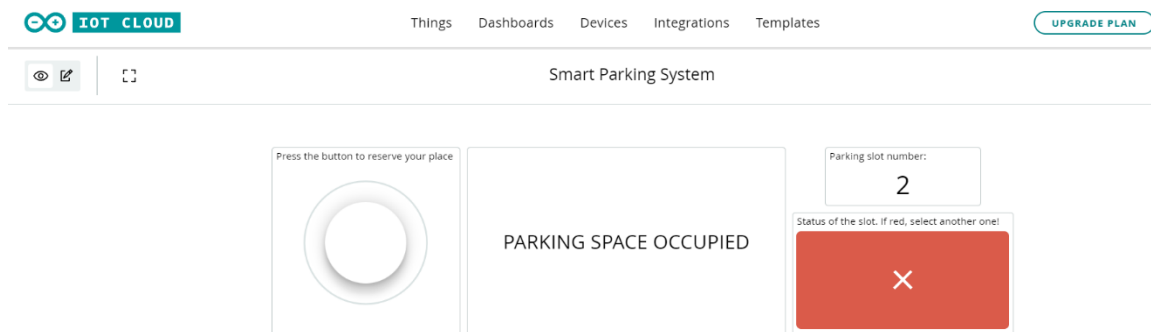 IOT CLOUD
Things Dashboards Devices Integrations Templates
UPGRADE PLAN
Smart Parking System
Press the button to reserve your place
PARKING SPACE OCCUPIED
Parking slot number:
2
Status of the slot. If red, select another one!